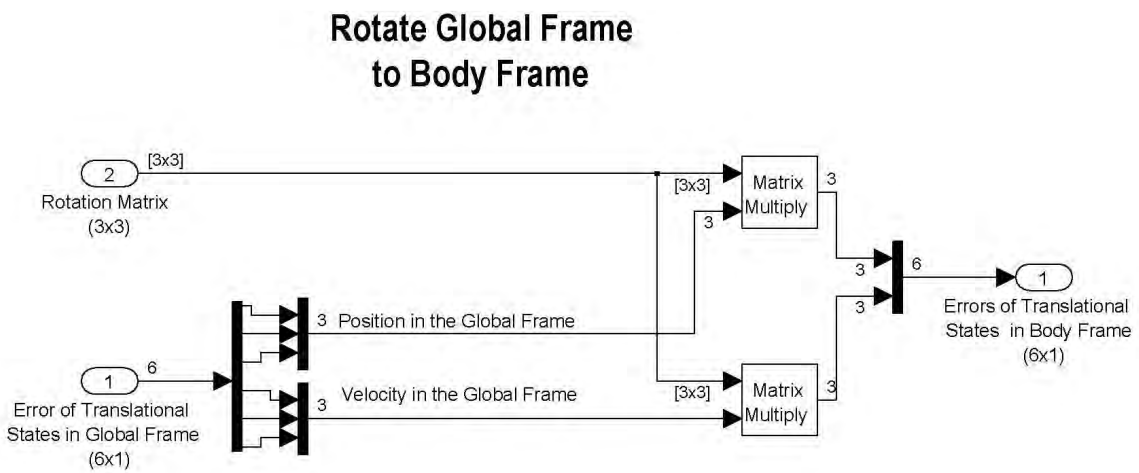 Rotate Global Frame
to Body Frame
2
[3x3]
Rotation Matrix
(3x3)
[3x3]
3
Matrix
Multiply
3
3
6
1
Errors of Translational
States in Body Frame
(6x1)
3
3 Position in the Global Frame
6
1
Error of Translational
States in Global Frame
(6x1)
3 Velocity in the Global Frame
[3x3]
Matrix
Multiply
3